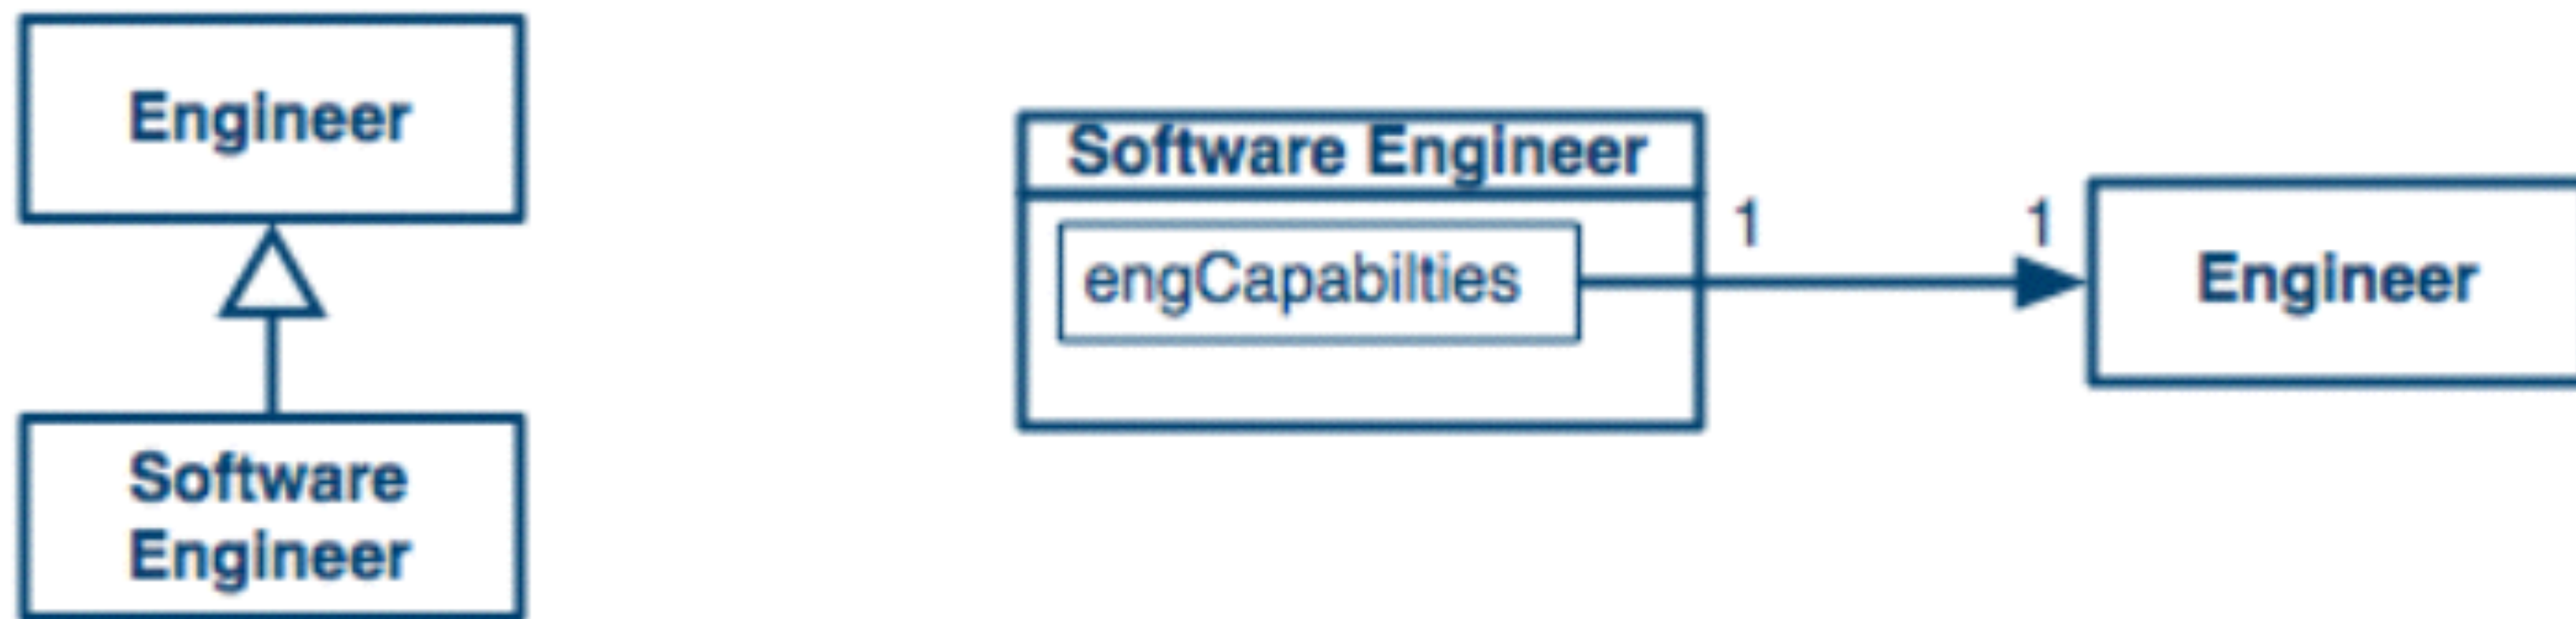 Engineer
Software
Engineer
Software Engineer
engCapabilties
1
1
Engineer